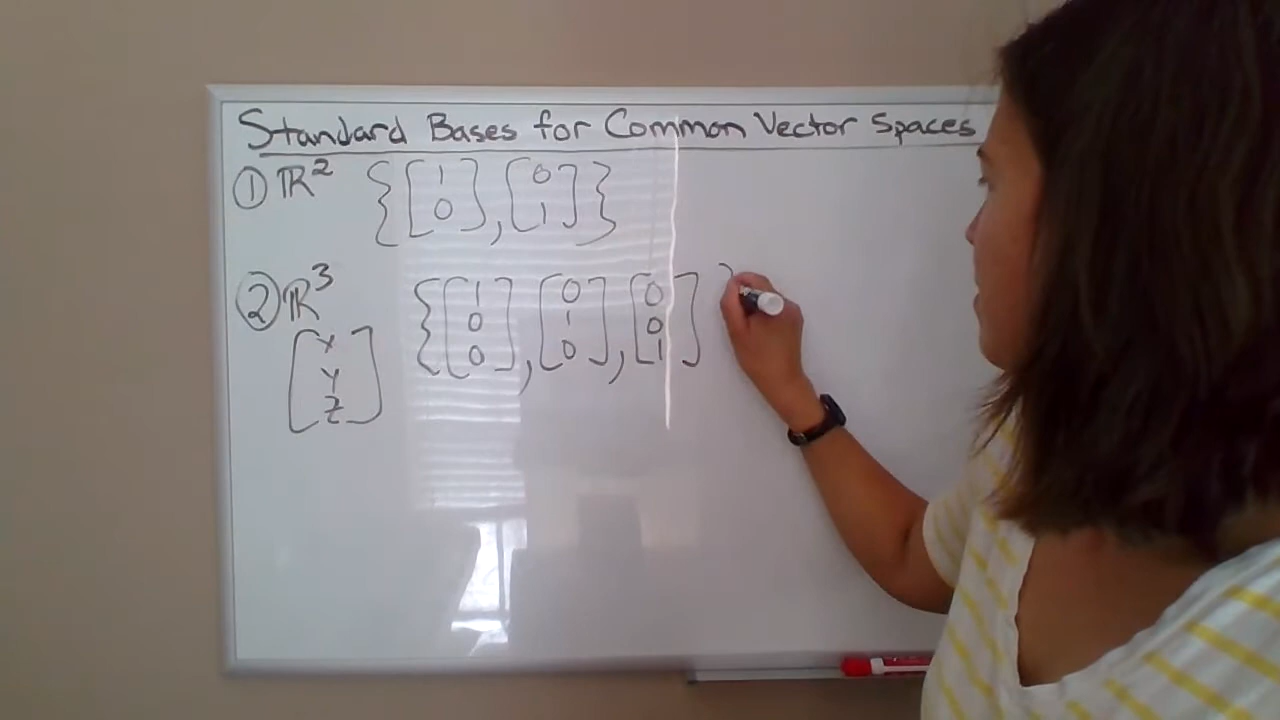 Standard Bases for Common Vector Spaces
① ℝ² { [1 0], [0 1] }
② ℝ³ { [1 0 0], [0 1 0], [0 0 1]
[x y z]